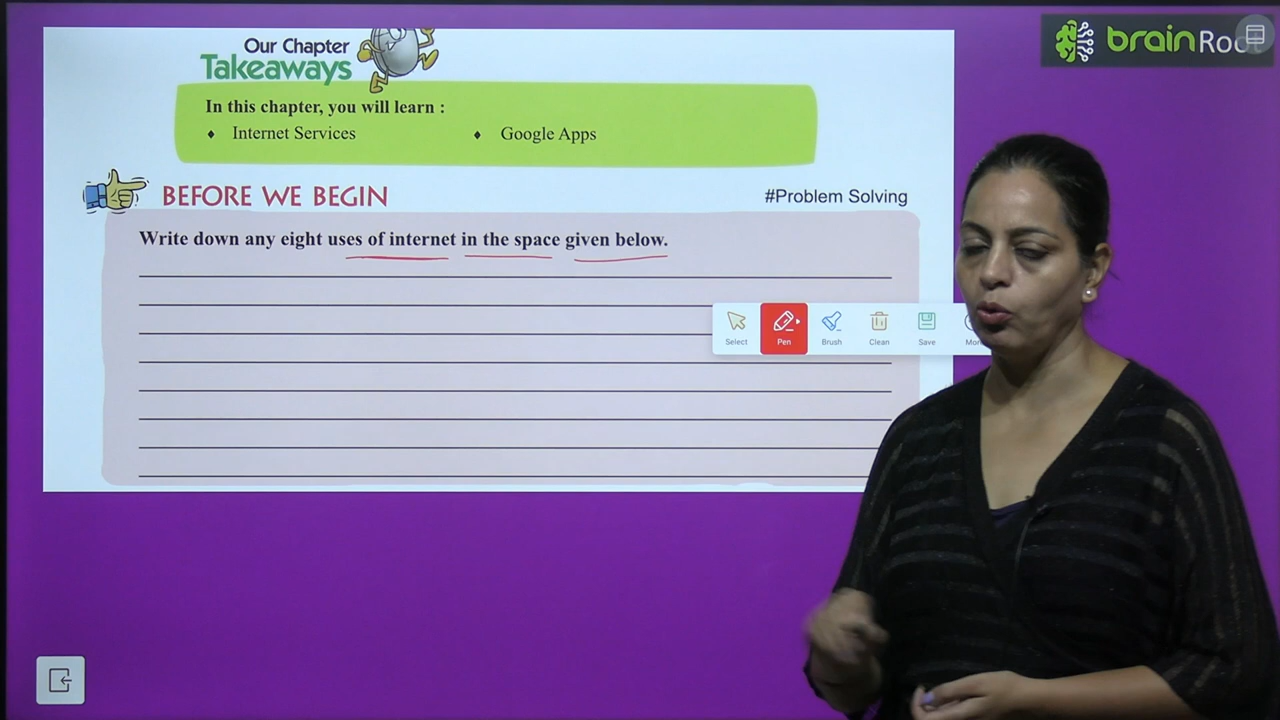 Our Chapter
Takeaways
brainRoot
In this chapter, you will learn :
♦ Internet Services ♦ Google Apps
BEFORE WE BEGIN #Problem Solving
Write down any eight uses of internet in the space given below.
Select Pen Brush Clean Save